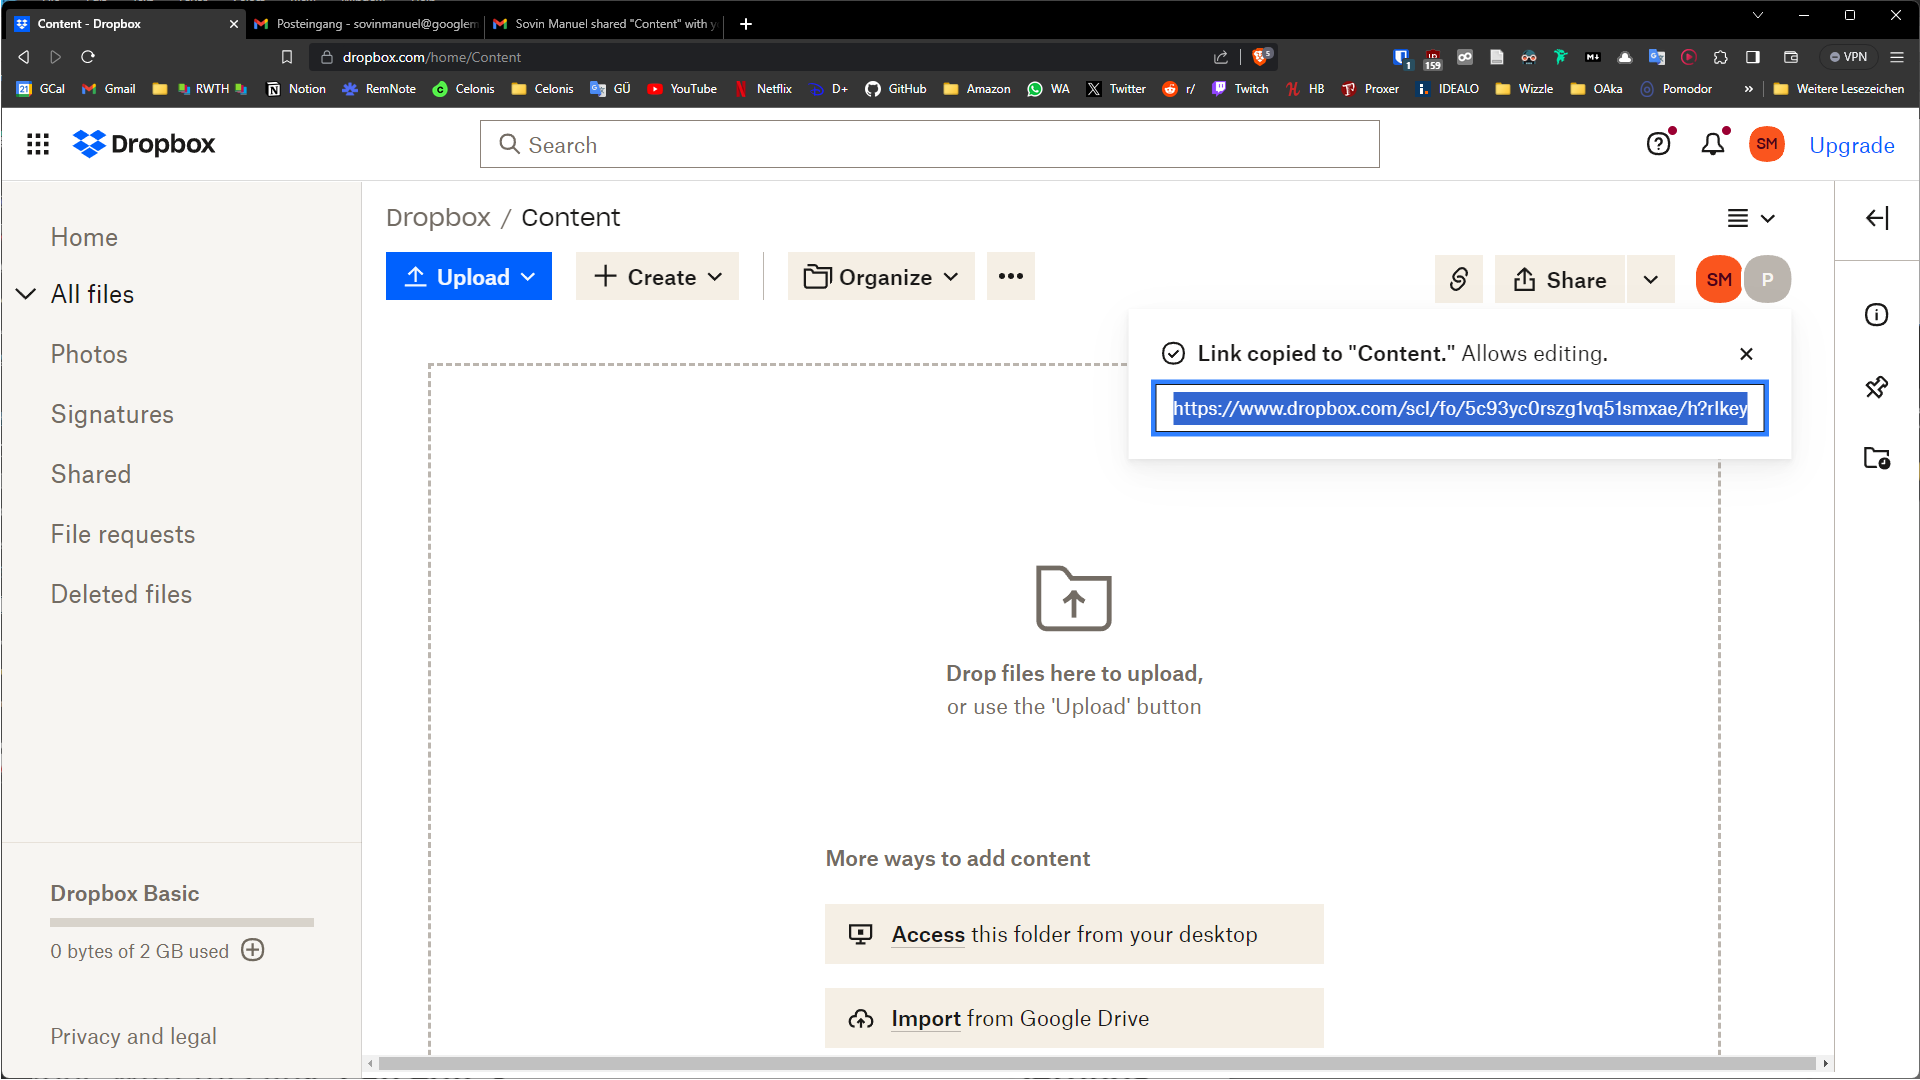 Content - Dropbox
Posteingang - sovinmanuel@googlem
Sovin Manuel shared "Content" with y
dropbox.com/home/Content
5
1
159
VPN
21 GCal Gmail RWTH Notion RemNote Celonis Celonis GÜ YouTube Netflix D+ GitHub Amazon WA Twitter r/ Twitch HB Proxer IDEALO Wizzle OAka Pomodor » Weitere Lesezeichen
Dropbox
Search
SM
Upgrade
Home
All files
Photos
Signatures
Shared
File requests
Deleted files
Dropbox Basic
0 bytes of 2 GB used
Privacy and legal
Dropbox / Content
Upload
Create
Organize
Share
SM
P
Link copied to "Content." Allows editing.
https://www.dropbox.com/scl/fo/5c93yc0rszg1vq51smxae/h?rlkey
Drop files here to upload,
or use the 'Upload' button
More ways to add content
Access this folder from your desktop
Import from Google Drive